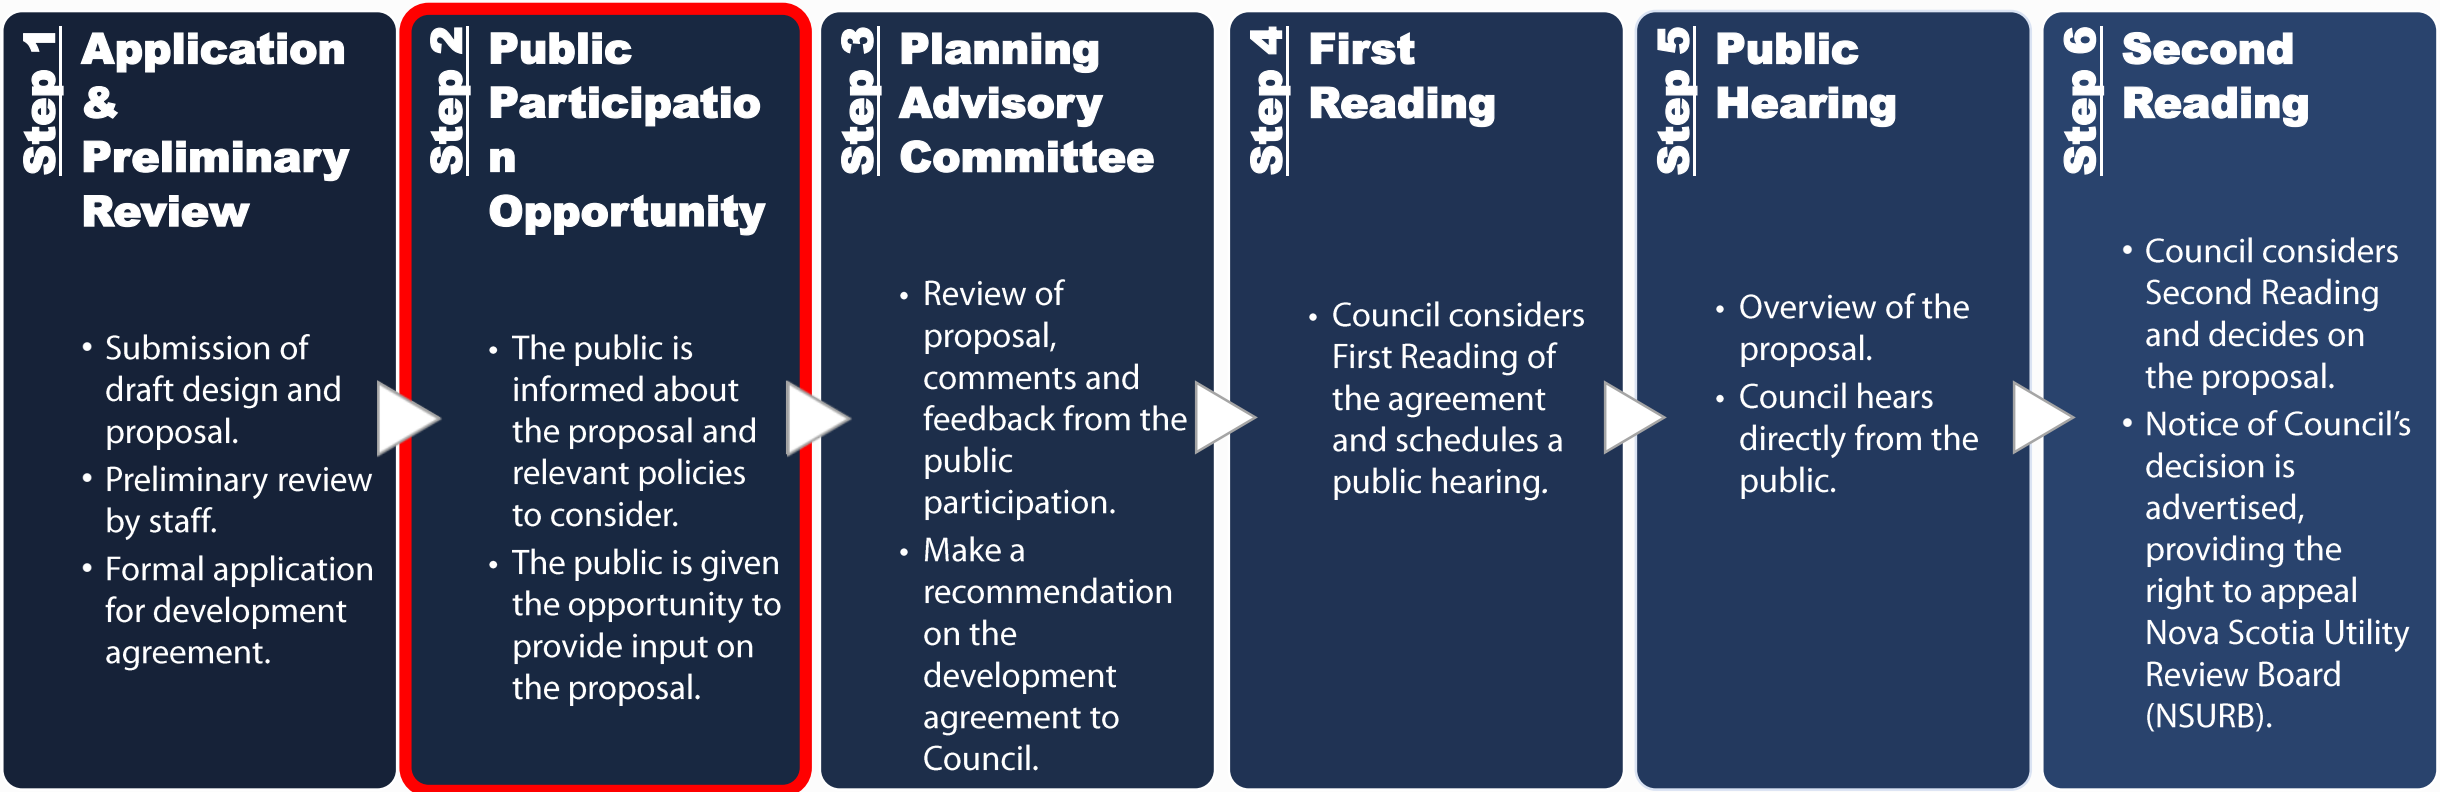 Step 1
Application
&
Preliminary
Review
• Submission of
draft design and
proposal.
• Preliminary review
by staff.
• Formal application
for development
agreement.
Step 2
Public
Participatio
n
Opportunity
• The public is
informed about
the proposal and
relevant policies
to consider.
• The public is given
the opportunity to
provide input on
the proposal.
Step 3
Planning
Advisory
Committee
• Review of
proposal,
comments and
feedback from the
public
participation.
• Make a
recommendation
on the
development
agreement to
Council.
Step 4
First
Reading
• Council considers
First Reading of
the agreement
and schedules a
public hearing.
Step 5
Public
Hearing
• Overview of the
proposal.
• Council hears
directly from the
public.
Step 6
Second
Reading
• Council considers
Second Reading
and decides on
the proposal.
• Notice of Council’s
decision is
advertised,
providing the
right to appeal
Nova Scotia Utility
Review Board
(NSURB).